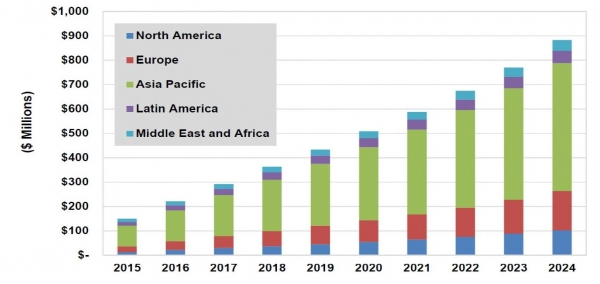 ($ Millions)
$1,000
$900
$800
$700
$600
$500
$400
$300
$200
$100
$-
North America
Europe
Asia Pacific
Latin America
Middle East and Africa
2015 2016 2017 2018 2019 2020 2021 2022 2023 2024